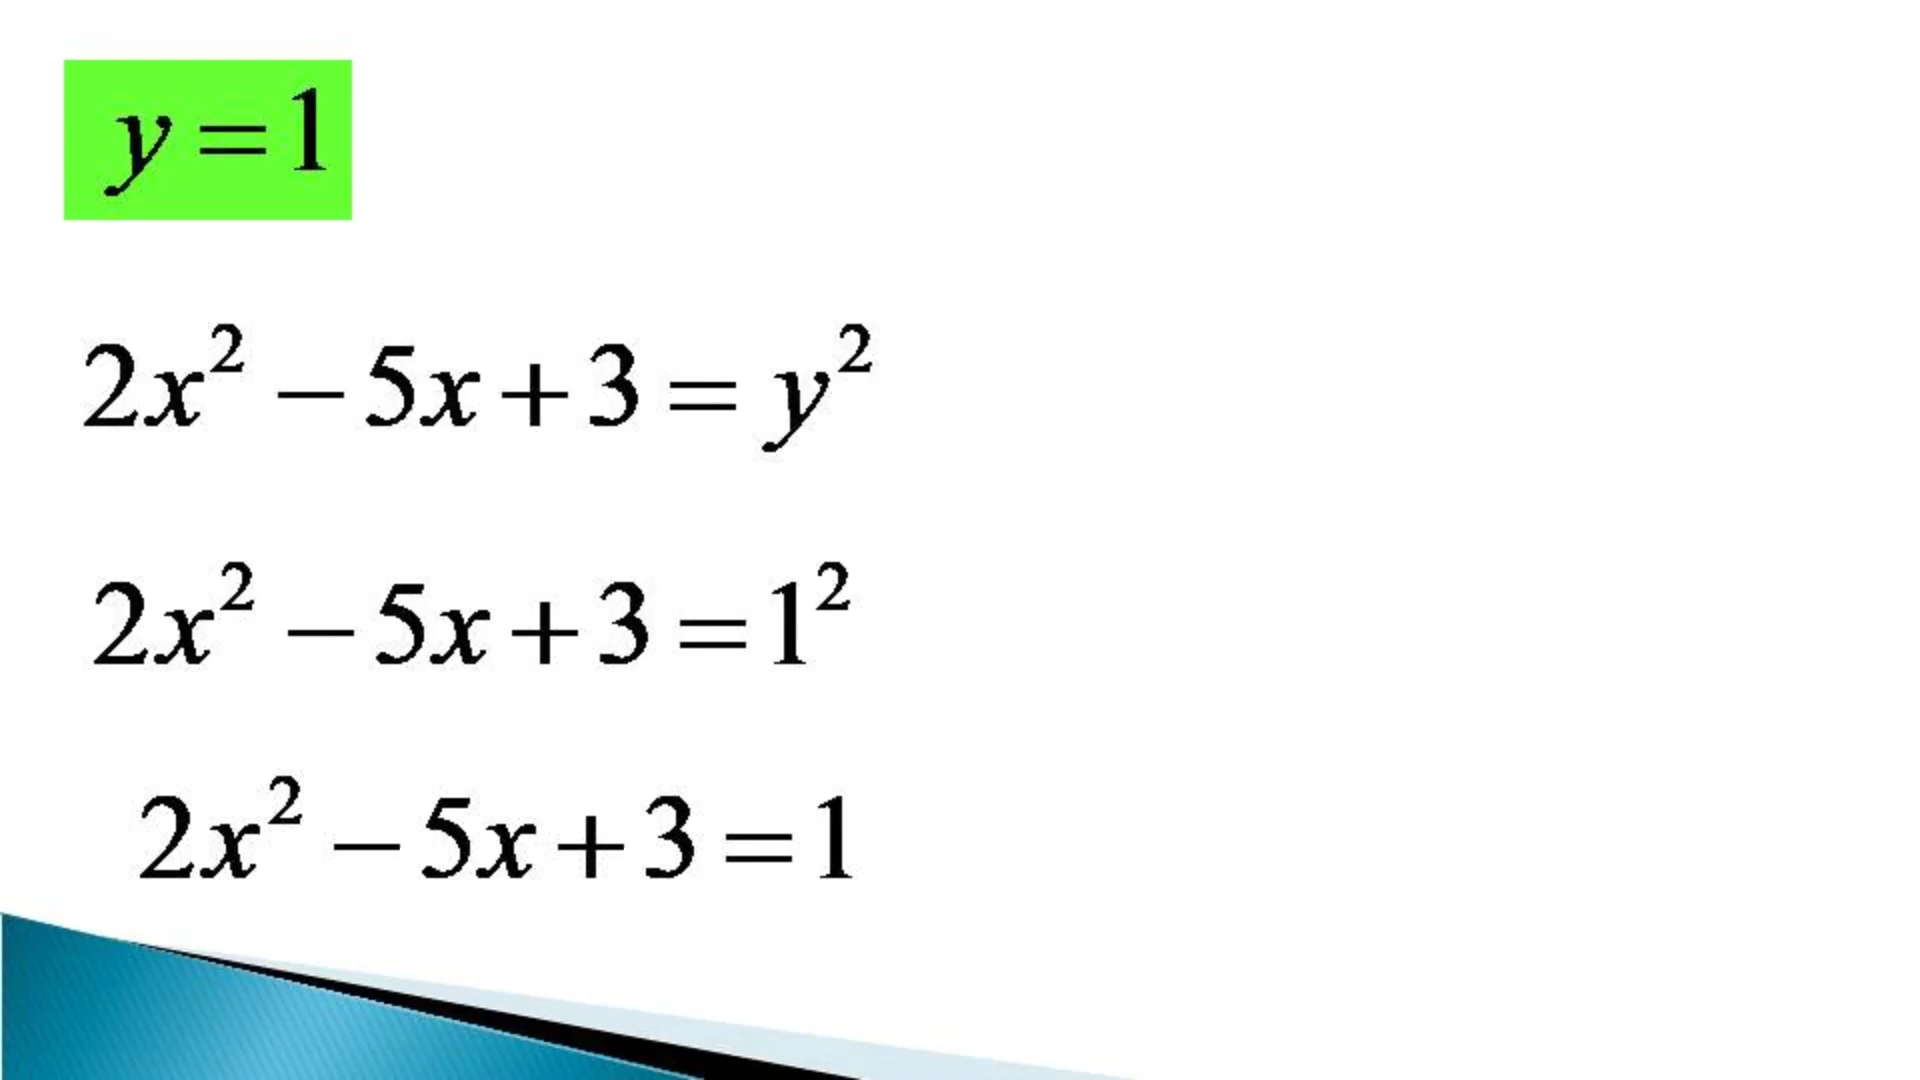 y = 1
2x² − 5x + 3 = y²
2x² − 5x + 3 = 1²
2x² − 5x + 3 = 1